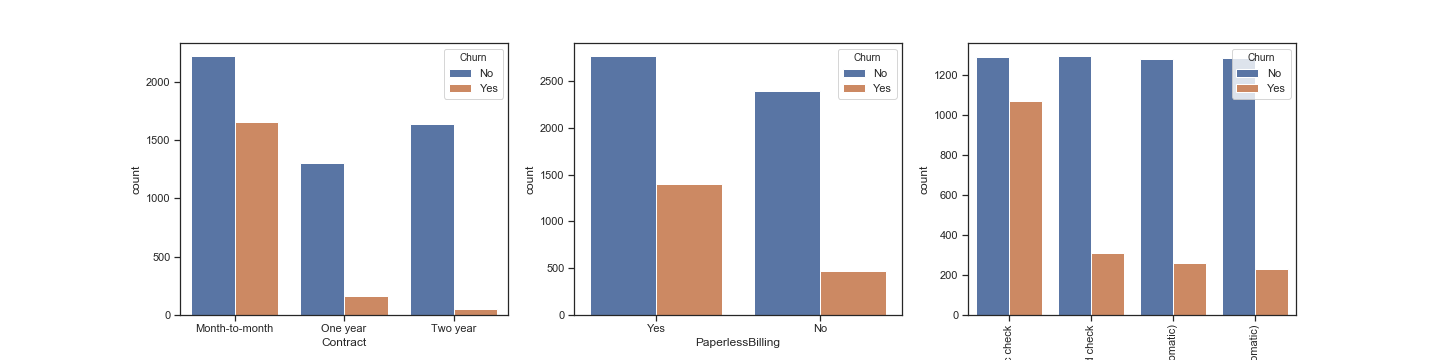 Churn
No
Yes
2000
1500
1000
500
0
count
Month-to-month
One year
Two year
Contract
Churn
No
Yes
2500
2000
1500
1000
500
0
count
Yes
No
PaperlessBilling
Churn
No
Yes
1200
1000
800
600
400
200
0
count
check
check